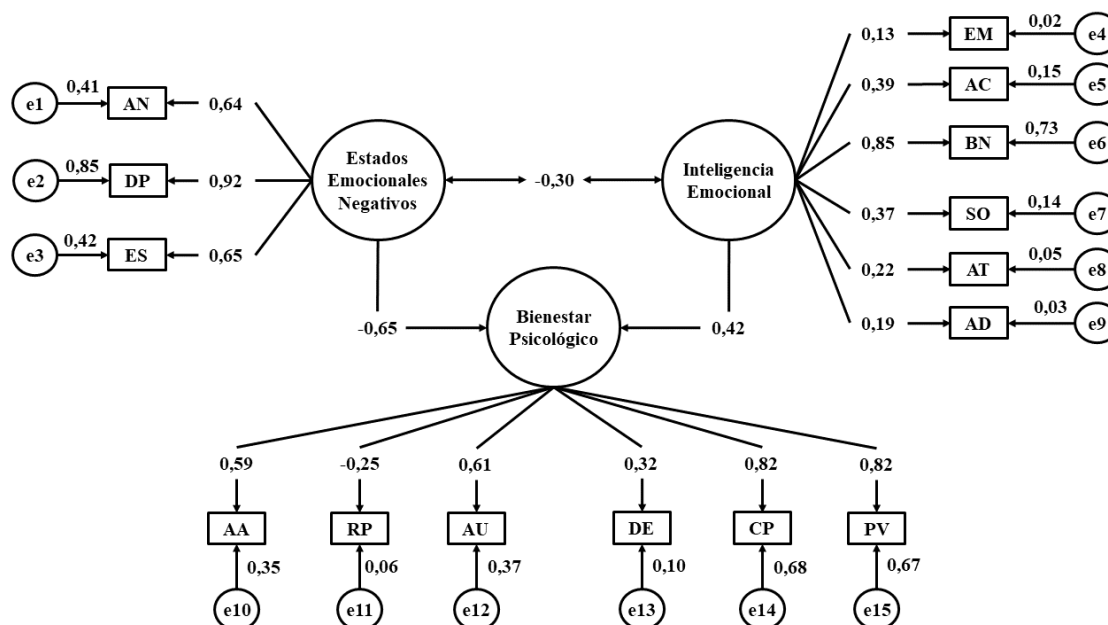 0,13
EM
0,02
e4
0,41
e1
AN
0,64
0,39
AC
0,15
e5
Estados
Emocionales
Negativos
-0,30
Inteligencia
Emocional
0,85
BN
0,73
e6
0,85
e2
DP
0,92
0,37
SO
0,14
e7
0,42
e3
ES
0,65
0,22
AT
0,05
e8
-0,65
Bienestar
Psicológico
0,42
0,19
AD
0,03
e9
0,59
-0,25
0,61
0,32
0,82
0,82
AA
RP
AU
DE
CP
PV
0,35
0,06
0,37
0,10
0,68
0,67
e10
e11
e12
e13
e14
e15